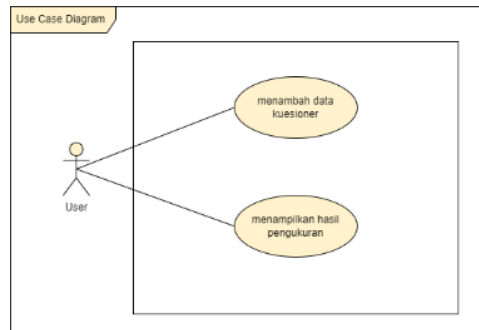 Use Case Diagram
menambah data
kuesioner
User
menampilkan hasil
pengukuran